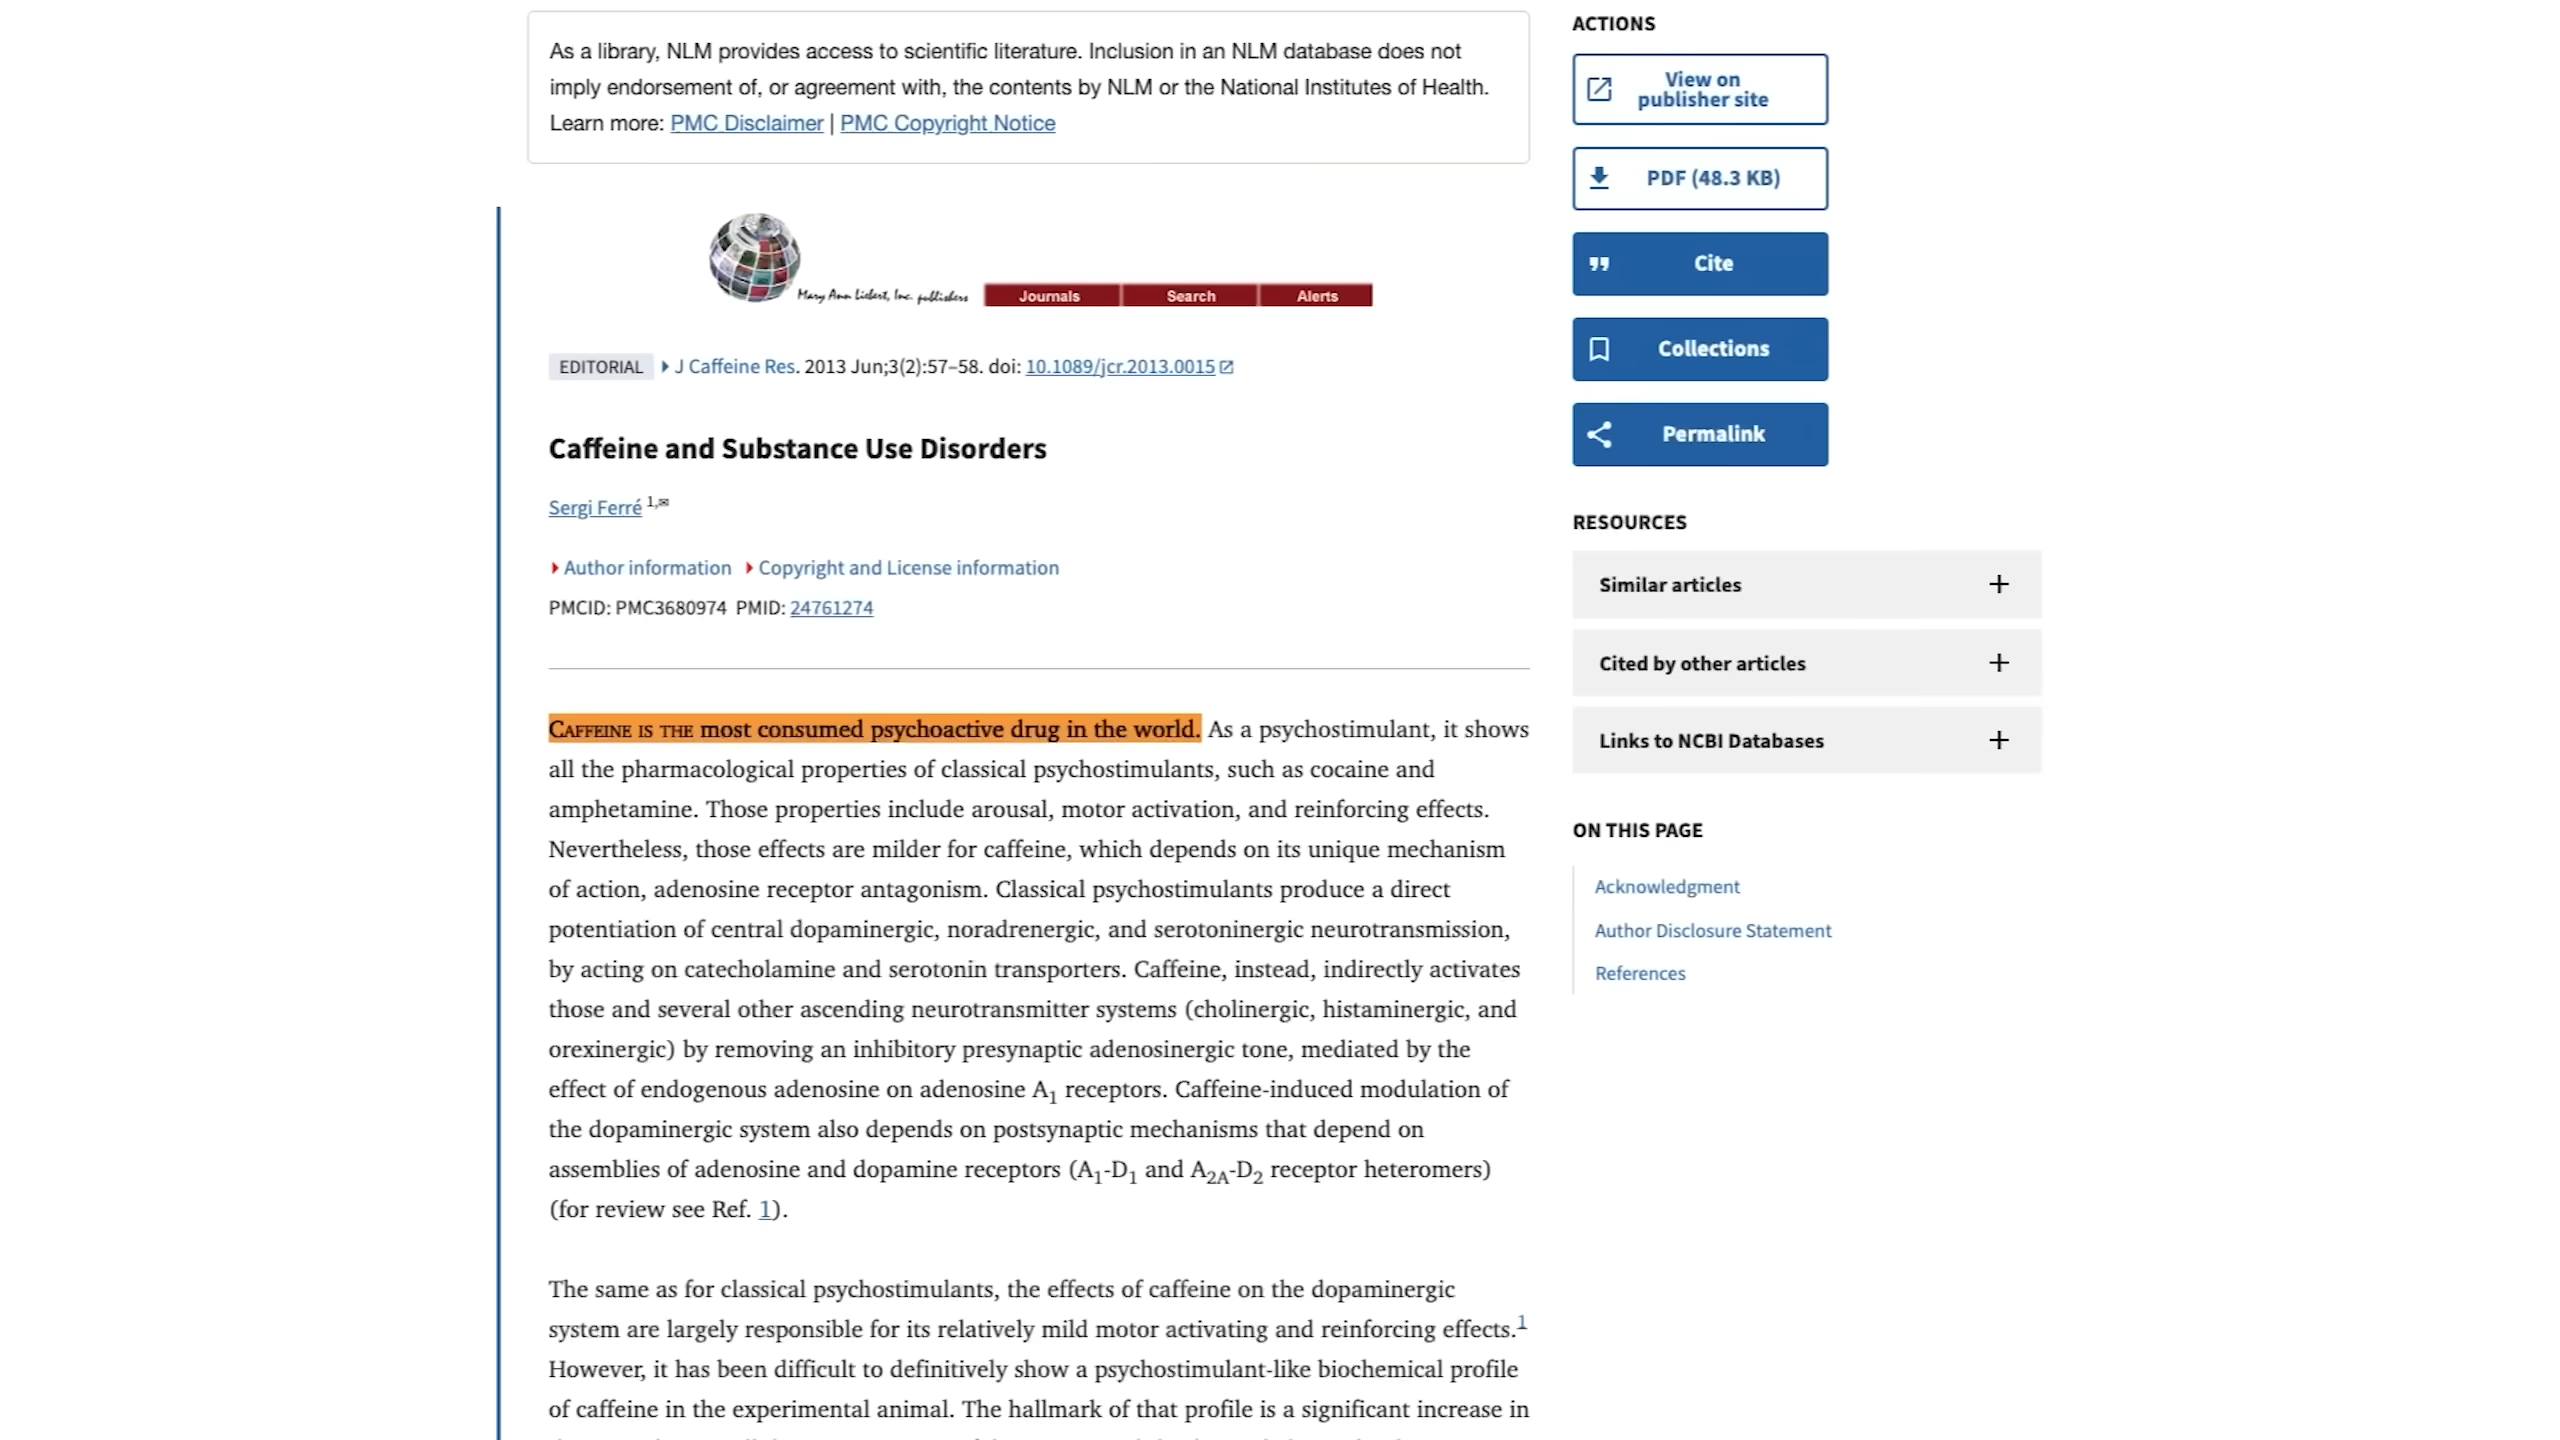 As a library, NLM provides access to scientific literature. Inclusion in an NLM database does not
imply endorsement of, or agreement with, the contents by NLM or the National Institutes of Health.
Learn more: PMC Disclaimer | PMC Copyright Notice
Mary Ann Liebert, Inc. publishers
Journals
Search
Alerts
EDITORIAL J Caffeine Res. 2013 Jun;3(2):57–58. doi: 10.1089/jcr.2013.0015
Caffeine and Substance Use Disorders
Sergi Ferré 1,✉
Author information Copyright and License information
PMCID: PMC3680974 PMID: 24761274
CAFFEINE IS THE most consumed psychoactive drug in the world. As a psychostimulant, it shows
all the pharmacological properties of classical psychostimulants, such as cocaine and
amphetamine. Those properties include arousal, motor activation, and reinforcing effects.
Nevertheless, those effects are milder for caffeine, which depends on its unique mechanism
of action, adenosine receptor antagonism. Classical psychostimulants produce a direct
potentiation of central dopaminergic, noradrenergic, and serotoninergic neurotransmission,
by acting on catecholamine and serotonin transporters. Caffeine, instead, indirectly activates
those and several other ascending neurotransmitter systems (cholinergic, histaminergic, and
orexinergic) by removing an inhibitory presynaptic adenosinergic tone, mediated by the
effect of endogenous adenosine on adenosine A1 receptors. Caffeine-induced modulation of
the dopaminergic system also depends on postsynaptic mechanisms that depend on
assemblies of adenosine and dopamine receptors (A1-D1 and A2A-D2 receptor heteromers)
(for review see Ref. 1).
The same as for classical psychostimulants, the effects of caffeine on the dopaminergic
system are largely responsible for its relatively mild motor activating and reinforcing effects.1
However, it has been difficult to definitively show a psychostimulant-like biochemical profile
of caffeine in the experimental animal. The hallmark of that profile is a significant increase in
ACTIONS
View on
publisher site
PDF (48.3 KB)
Cite
Collections
Permalink
RESOURCES
Similar articles
Cited by other articles
Links to NCBI Databases
ON THIS PAGE
Acknowledgment
Author Disclosure Statement
References